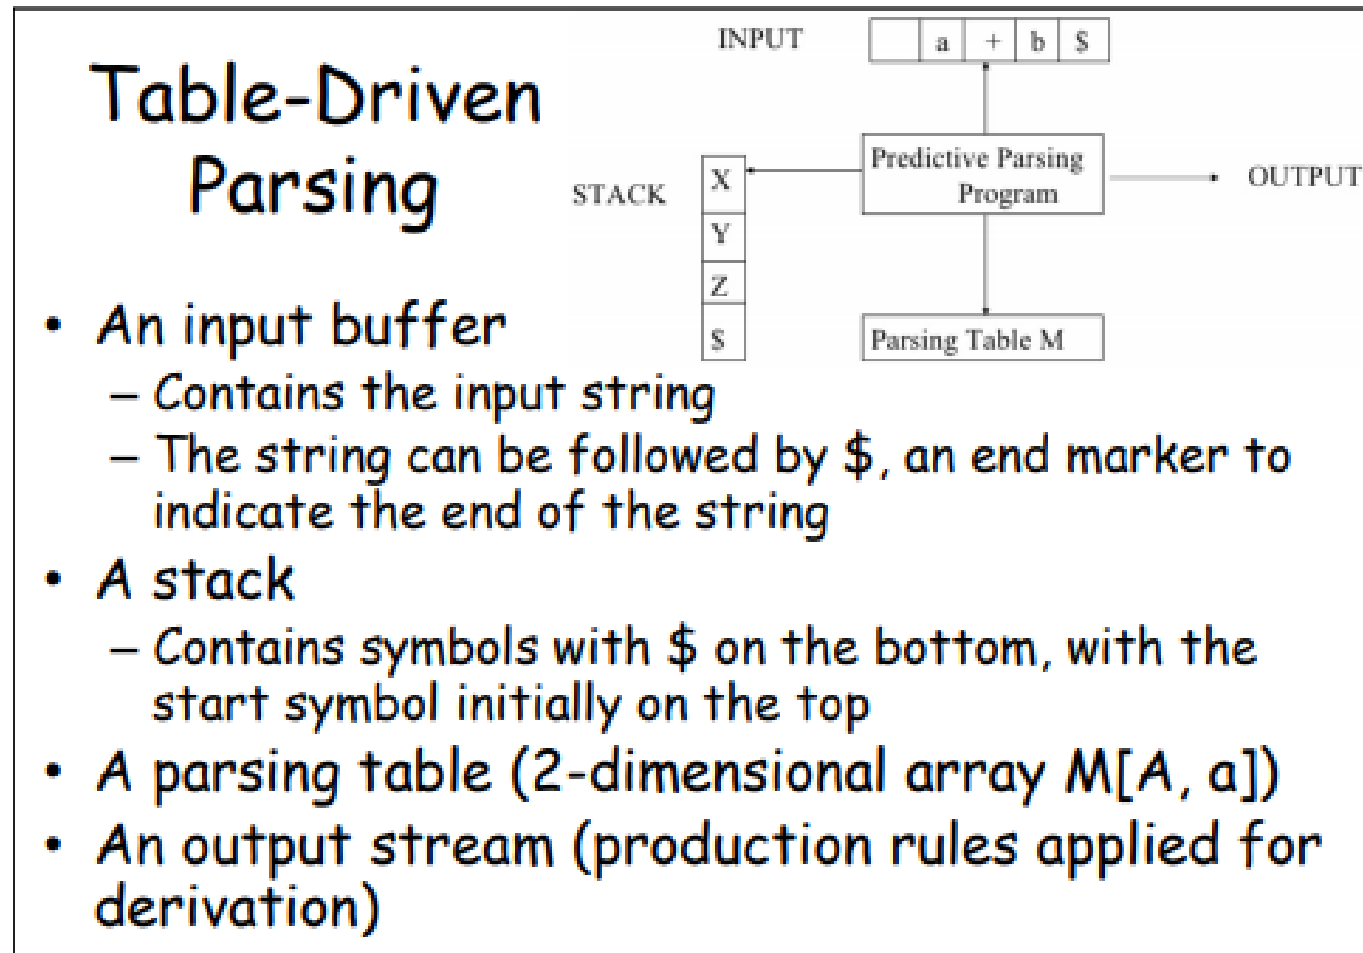 Table-Driven
Parsing
INPUT
a + b $
Predictive Parsing
Program
OUTPUT
STACK
X
Y
Z
$
Parsing Table M
• An input buffer
– Contains the input string
– The string can be followed by $, an end marker to
indicate the end of the string
• A stack
– Contains symbols with $ on the bottom, with the
start symbol initially on the top
• A parsing table (2-dimensional array M[A, a])
• An output stream (production rules applied for
derivation)